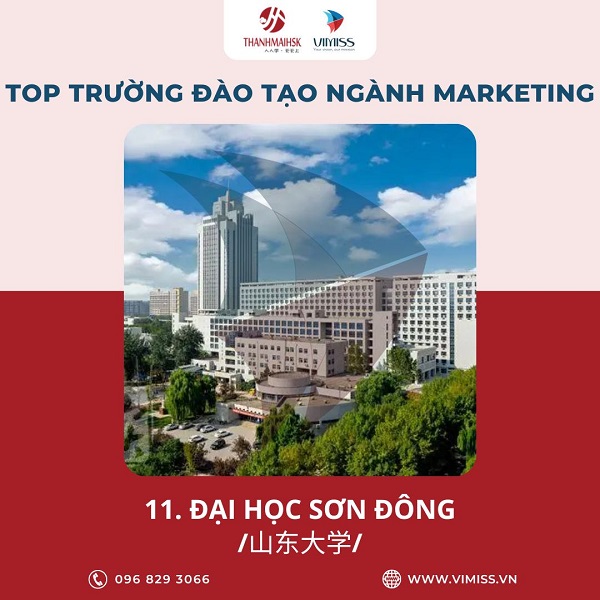 THANHMAIHSK
VIMISS
TOP TRƯỜNG ĐÀO TẠO NGÀNH MARKETING
11. ĐẠI HỌC SƠN ĐÔNG
/山东大学/
096 829 3066
WWW.VIMISS.VN